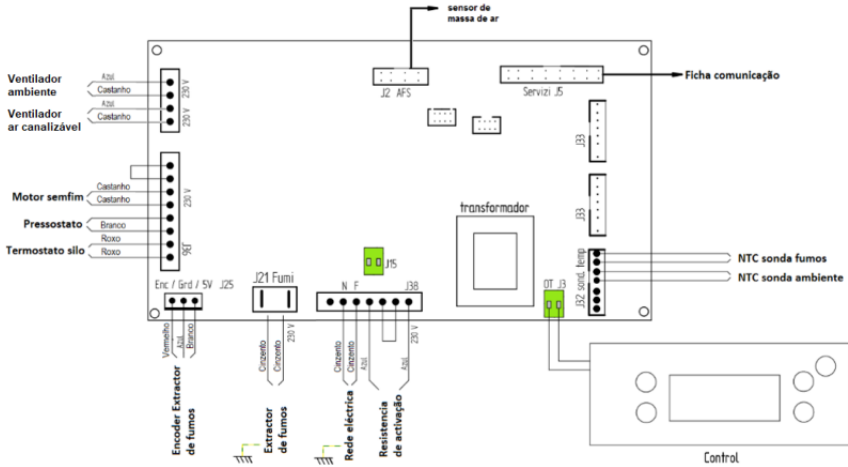 sensor de
massa de ar
Ventilador
ambiente
Azul
Castanho
230 V
Ventilador
ar canalizável
Azul
Castanho
230 V
J2 AFS
Servizi J5
Ficha comunicação
J33
J33
Motor semfim
Castanho
Castanho
230 V
Pressostato
Branco
Termostato silo
Roxo
Roxo
J36
transformador
J15
NTC sonda fumos
NTC sonda ambiente
J32 sond. temp
OT J3
Enc / Grd / 5V J25
J21 Fumi
N F
J38
Vermelho
Azul
Branco
Cinzento
Cinzento
230 V
Cinzento
Cinzento
Azul
Azul
230 V
Encoder Extractor
de fumos
Extractor
de fumos
Rede eléctrica
Resistencia
de activação
Control